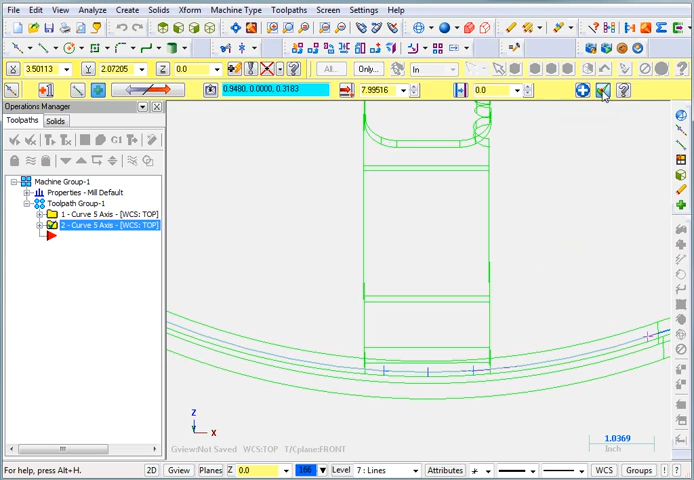 File Edit View Analyze Create Solids Xform Machine Type Toolpaths Screen Settings Help
X 3.50113 Y 2.07205 Z 0.0 All... Only... In
0.9480, 0.0000, 0.3183 7.99516 0.0
Operations Manager
Toolpaths Solids
G1
Machine Group-1
Properties - Mill Default
Toolpath Group-1
1 - Curve 5 Axis - [WCS: TOP]
2 - Curve 5 Axis - [WCS: TOP]
Z
X
Gview:Not Saved WCS:TOP T/Cplane:FRONT
1.0369
Inch
For help, press Alt+H. 2D Gview Planes Z 0.0 166 Level 7 : Lines Attributes WCS Groups ! ?